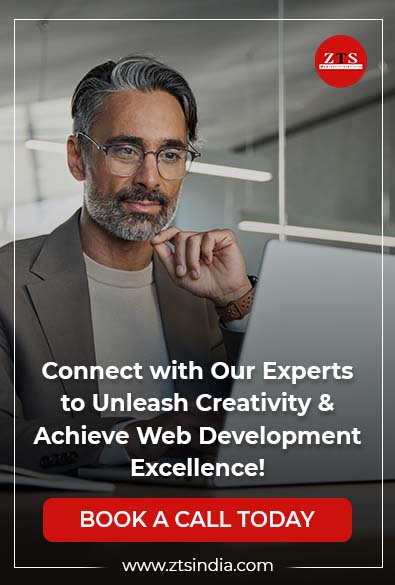 ZTS
Connect with Our Experts
to Unleash Creativity &
Achieve Web Development
Excellence!
BOOK A CALL TODAY
www.ztsindia.com